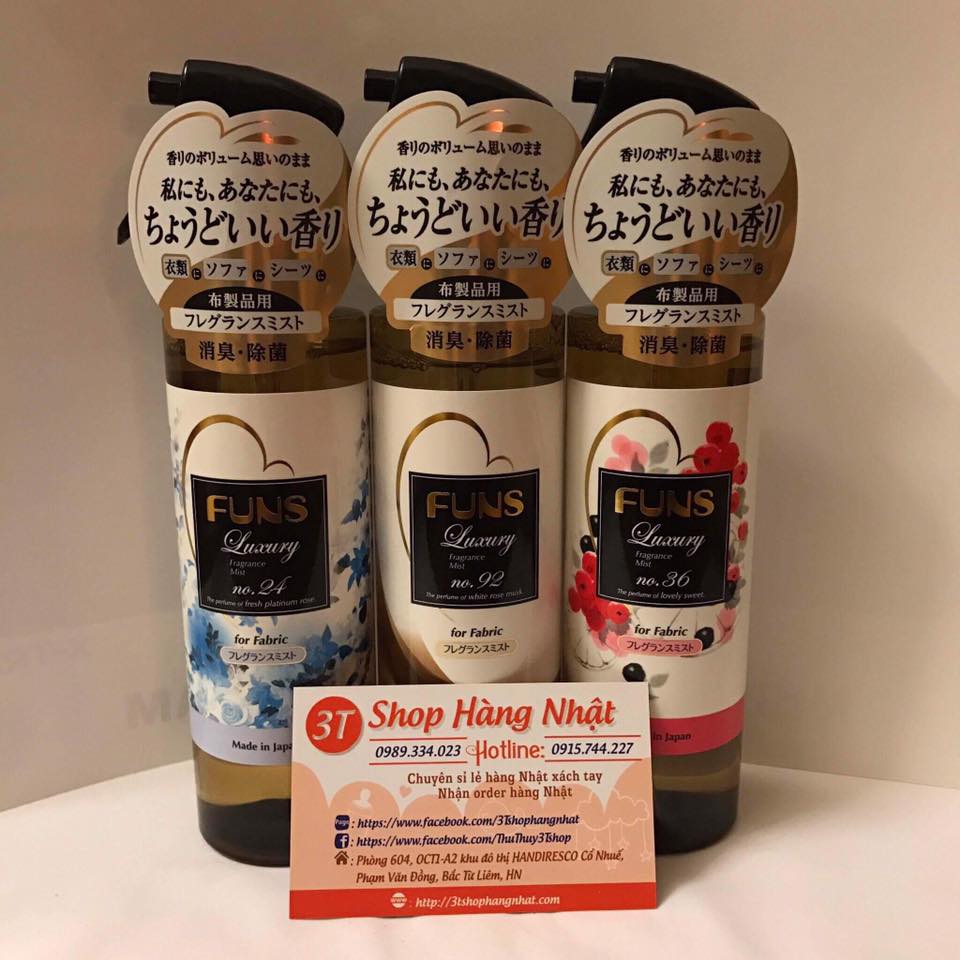 香りのボリューム思いのまま
私にも、あなたにも、
ちょうどいい香り
衣類に ソファに シーツに
布製品用
フレグランスミスト
消臭・除菌
FUNS
Luxury
Fragrance
Mist
no.24
The perfume of fresh platinum rose.
for Fabric
フレグランスミスト
Made in Japa
香りのボリューム思いのまま
私にも、あなたにも、
ちょうどいい香り
衣類に ソファに シーツに
布製品用
フレグランスミスト
消臭・除菌
FUNS
Luxury
Fragrance
Mist
no.92
The perfume of white rose musk.
for Fabric
フレグランスミスト
香りのボリューム思いのまま
私にも、あなたにも、
ちょうどいい香り
衣類に ソファに シーツに
布製品用
フレグランスミスト
消臭・除菌
FUNS
Luxury
Fragrance
Mist
no.36
The perfume of lovely sweet.
for Fabric
フレグランスミスト
in Japan
3T Shop Hàng Nhật
0989.334.023 Hotline: 0915.744.227
Chuyên sỉ lẻ hàng Nhật xách tay
Nhận order hàng Nhật
Page : https://www.facebook.com/3Tshophangnhat
f : https://www.facebook.com/ThuThuy3Tshop
: Phòng 604, OCT1-A2 khu đô thị HANDIRESCO Cổ Nhuế,
Phạm Văn Đồng, Bắc Từ Liêm, HN
www : http://3tshophangnhat.com